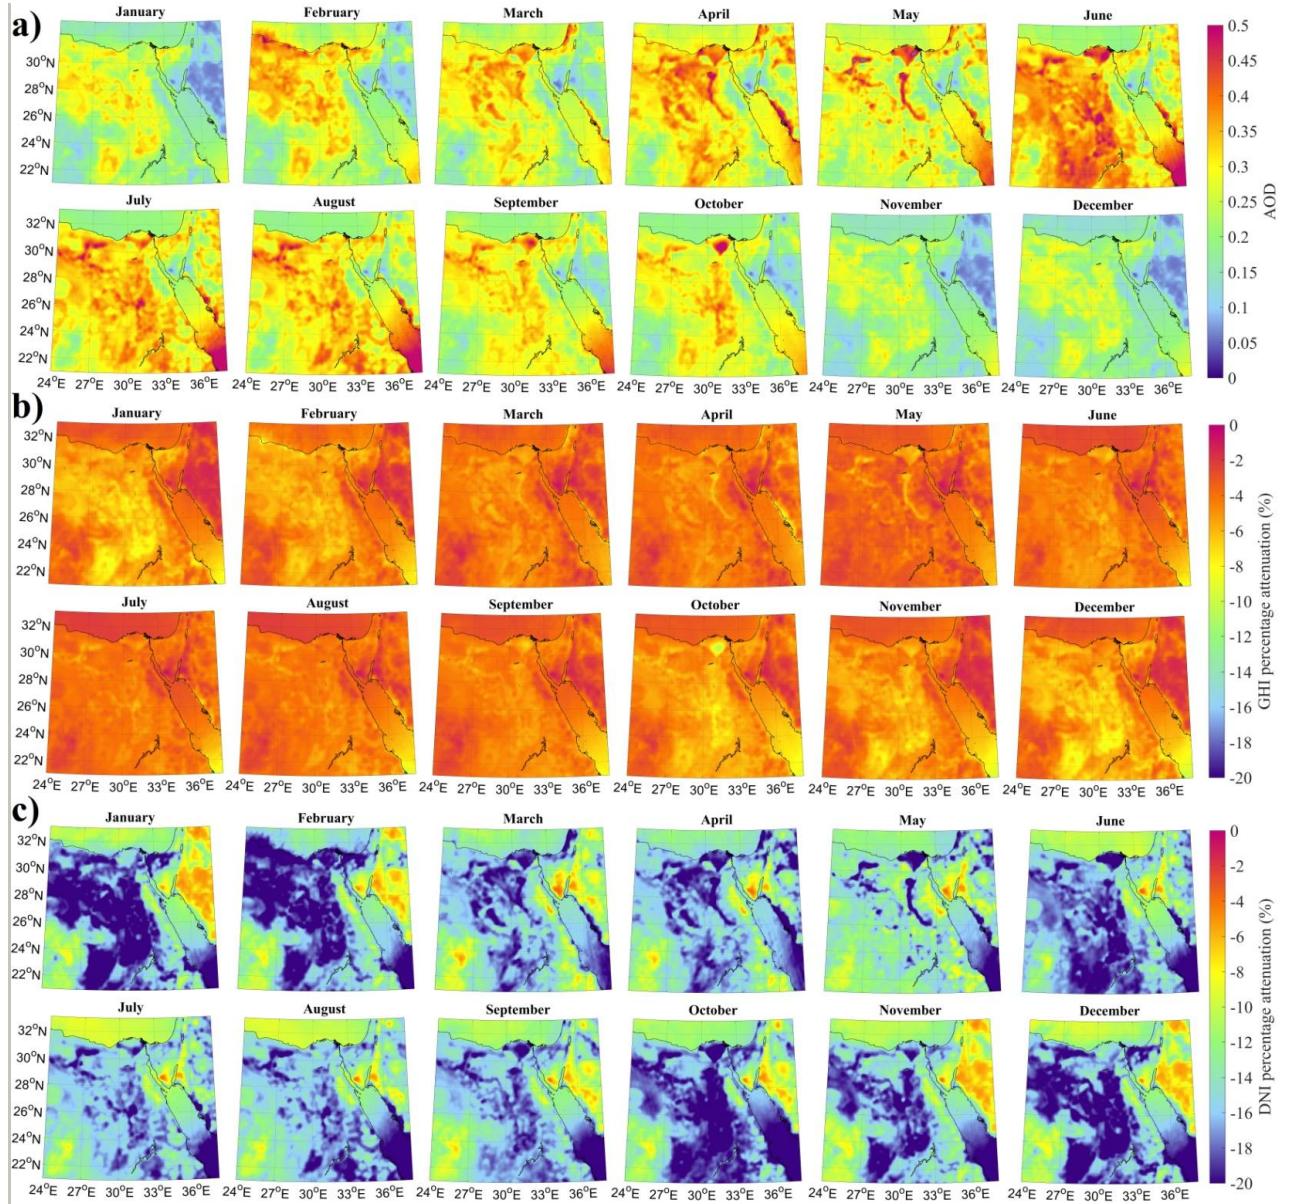 a)
January February March April May June
32°N
30°N
28°N
26°N
24°N
22°N
0.5
0.45
0.4
0.35
0.3
0.25
0.2
0.15
0.1
0.05
0
AOD
July August September October November December
32°N
30°N
28°N
26°N
24°N
22°N
24°E 27°E 30°E 33°E 36°E 24°E 27°E 30°E 33°E 36°E 24°E 27°E 30°E 33°E 36°E 24°E 27°E 30°E 33°E 36°E 24°E 27°E 30°E 33°E 36°E 24°E 27°E 30°E 33°E 36°E
b)
January February March April May June
32°N
30°N
28°N
26°N
24°N
22°N
0
-2
-4
-6
-8
-10
-12
-14
-16
-18
-20
GHI percentage attenuation (%)
July August September October November December
32°N
30°N
28°N
26°N
24°N
22°N
24°E 27°E 30°E 33°E 36°E 24°E 27°E 30°E 33°E 36°E 24°E 27°E 30°E 33°E 36°E 24°E 27°E 30°E 33°E 36°E 24°E 27°E 30°E 33°E 36°E 24°E 27°E 30°E 33°E 36°E
c)
January February March April May June
32°N
30°N
28°N
26°N
24°N
22°N
0
-2
-4
-6
-8
-10
-12
-14
-16
-18
-20
DNI percentage attenuation (%)
July August September October November December
32°N
30°N
28°N
26°N
24°N
22°N
24°E 27°E 30°E 33°E 36°E 24°E 27°E 30°E 33°E 36°E 24°E 27°E 30°E 33°E 36°E 24°E 27°E 30°E 33°E 36°E 24°E 27°E 30°E 33°E 36°E 24°E 27°E 30°E 33°E 36°E